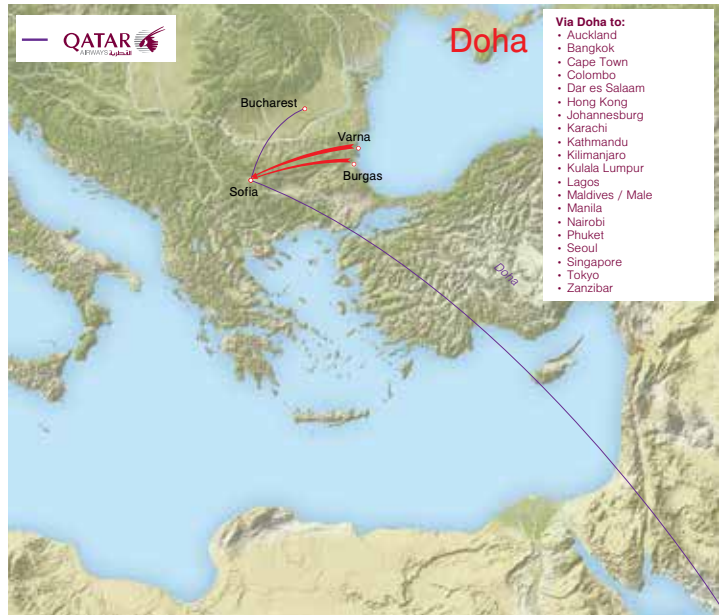 QATAR
AIRWAYS القطرية
Doha
Via Doha to:
• Auckland
• Bangkok
• Cape Town
• Colombo
• Dar es Salaam
• Hong Kong
• Johannesburg
• Karachi
• Kathmandu
• Kilimanjaro
• Kulala Lumpur
• Lagos
• Maldives / Male
• Manila
• Nairobi
• Phuket
• Seoul
• Singapore
• Tokyo
• Zanzibar
Bucharest
Varna
Burgas
Sofia
Doha